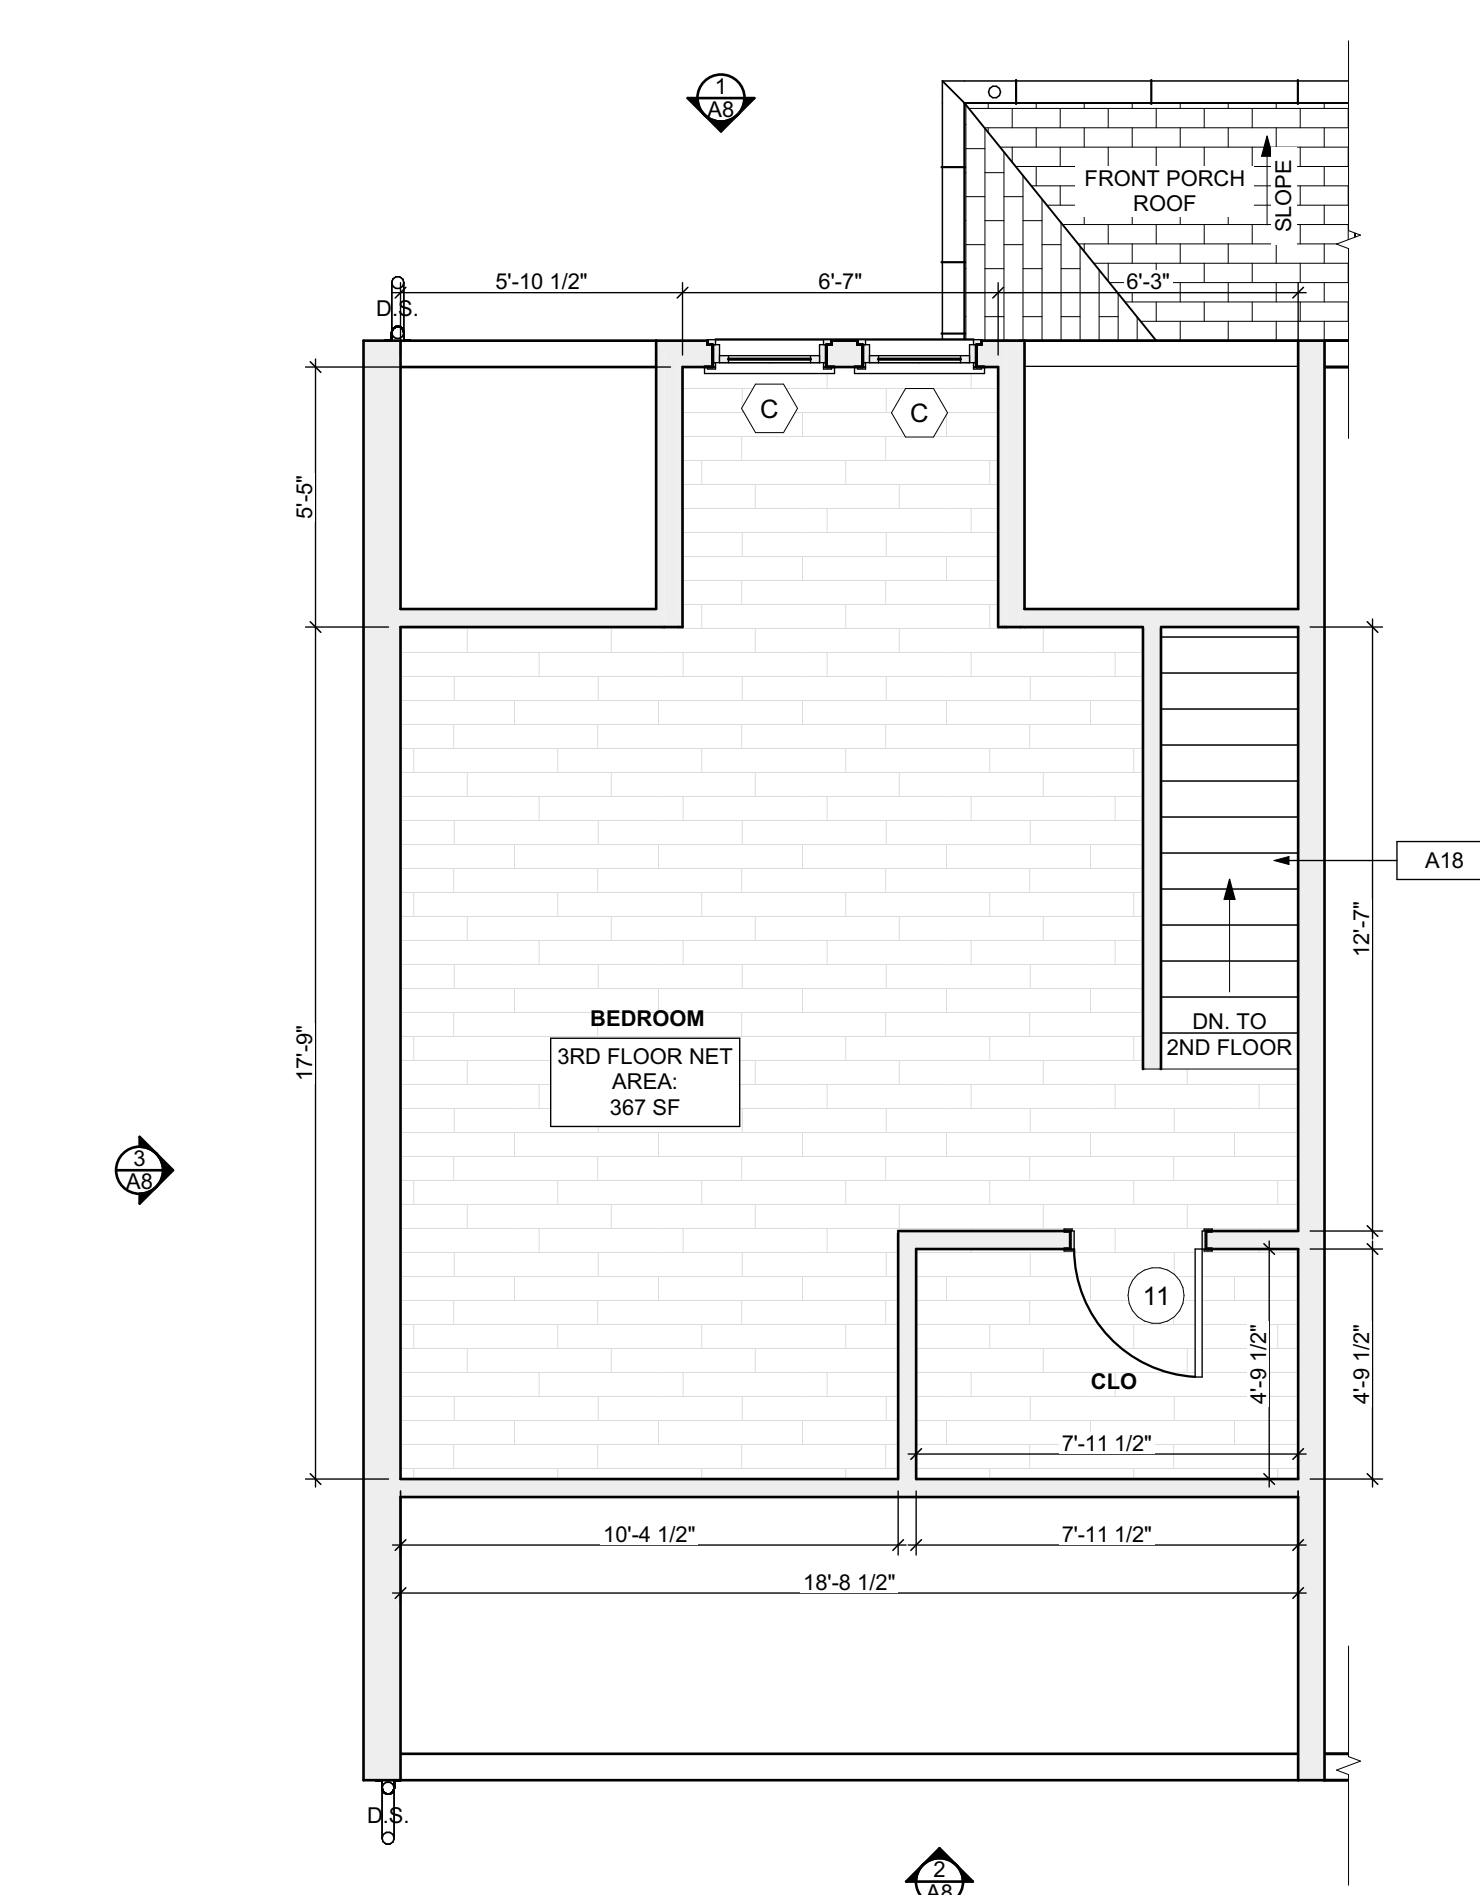 1
A8
FRONT PORCH
ROOF
SLOPE
5'-10 1/2"
6'-7"
6'-3"
D.S.
C
C
5'-5"
A18
12'-7"
BEDROOM
3RD FLOOR NET
AREA:
367 SF
DN. TO
2ND FLOOR
17'-9"
3
A8
11
CLO
4'-9 1/2"
4'-9 1/2"
7'-11 1/2"
10'-4 1/2"
7'-11 1/2"
18'-8 1/2"
D.S.
2
A8